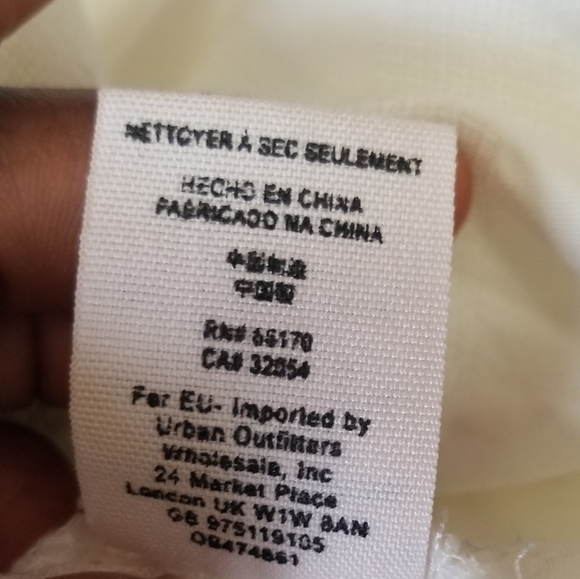 NETTOYER À SEC SEULEMENT
HECHO EN CHINA
FABRICADO NA CHINA
中国制造
中国製
RN# 66170
CA# 32054
For EU- Imported by
Urban Outfitters
Wholesale, Inc
24 Market Place
London UK W1W 8AN
GB 975119105
OB474861